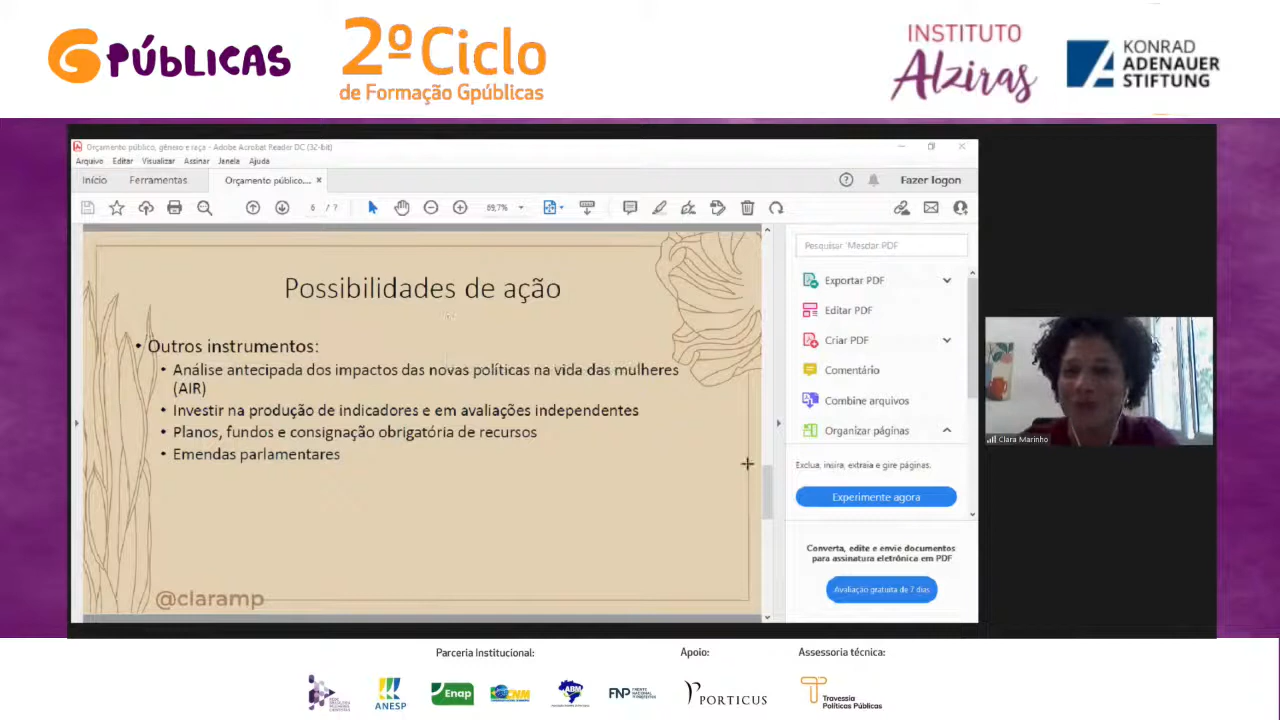 GPÚBLICAS
2º Ciclo
de Formação Gpúblicas
INSTITUTO
Alziras
KONRAD
ADENAUER
STIFTUNG
Orçamento público, gênero e raça - Adobe Acrobat Reader DC (32-bit)
Arquivo Editar Visualizar Assinar Janela Ajuda
Início Ferramentas Orçamento público,... × Fazer logon
6 / 7 89,7%
Possibilidades de ação
• Outros instrumentos:
• Análise antecipada dos impactos das novas políticas na vida das mulheres
(AIR)
• Investir na produção de indicadores e em avaliações independentes
• Planos, fundos e consignação obrigatória de recursos
• Emendas parlamentares
@claramp
Pesquisar 'Mesclar PDF'
Exportar PDF
Editar PDF
Criar PDF
Comentário
Combine arquivos
Organizar páginas
Exclua, insira, extraia e gire páginas.
Experimente agora
Converta, edite e envie documentos
para assinatura eletrônica em PDF
Avaliação gratuita de 7 dias
Clara Marinho
Parceria Institucional: Apoio: Assessoria técnica:
ANESP
Enap
CNM
ABM
FNP
PORTICUS
Travessia
Políticas Públicas